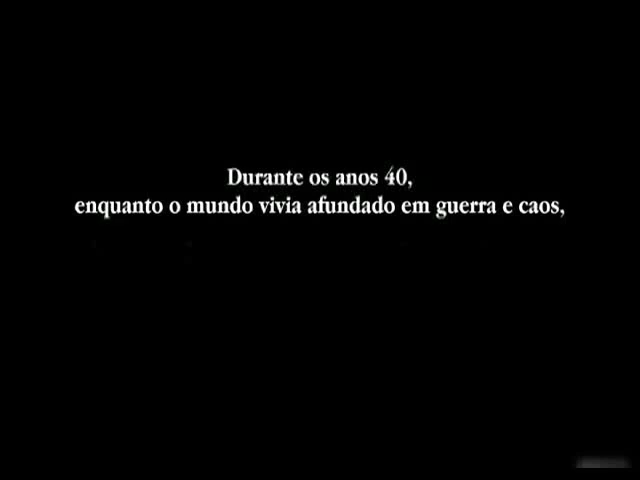 Durante os anos 40,
enquanto o mundo vivia afundado em guerra e caos,